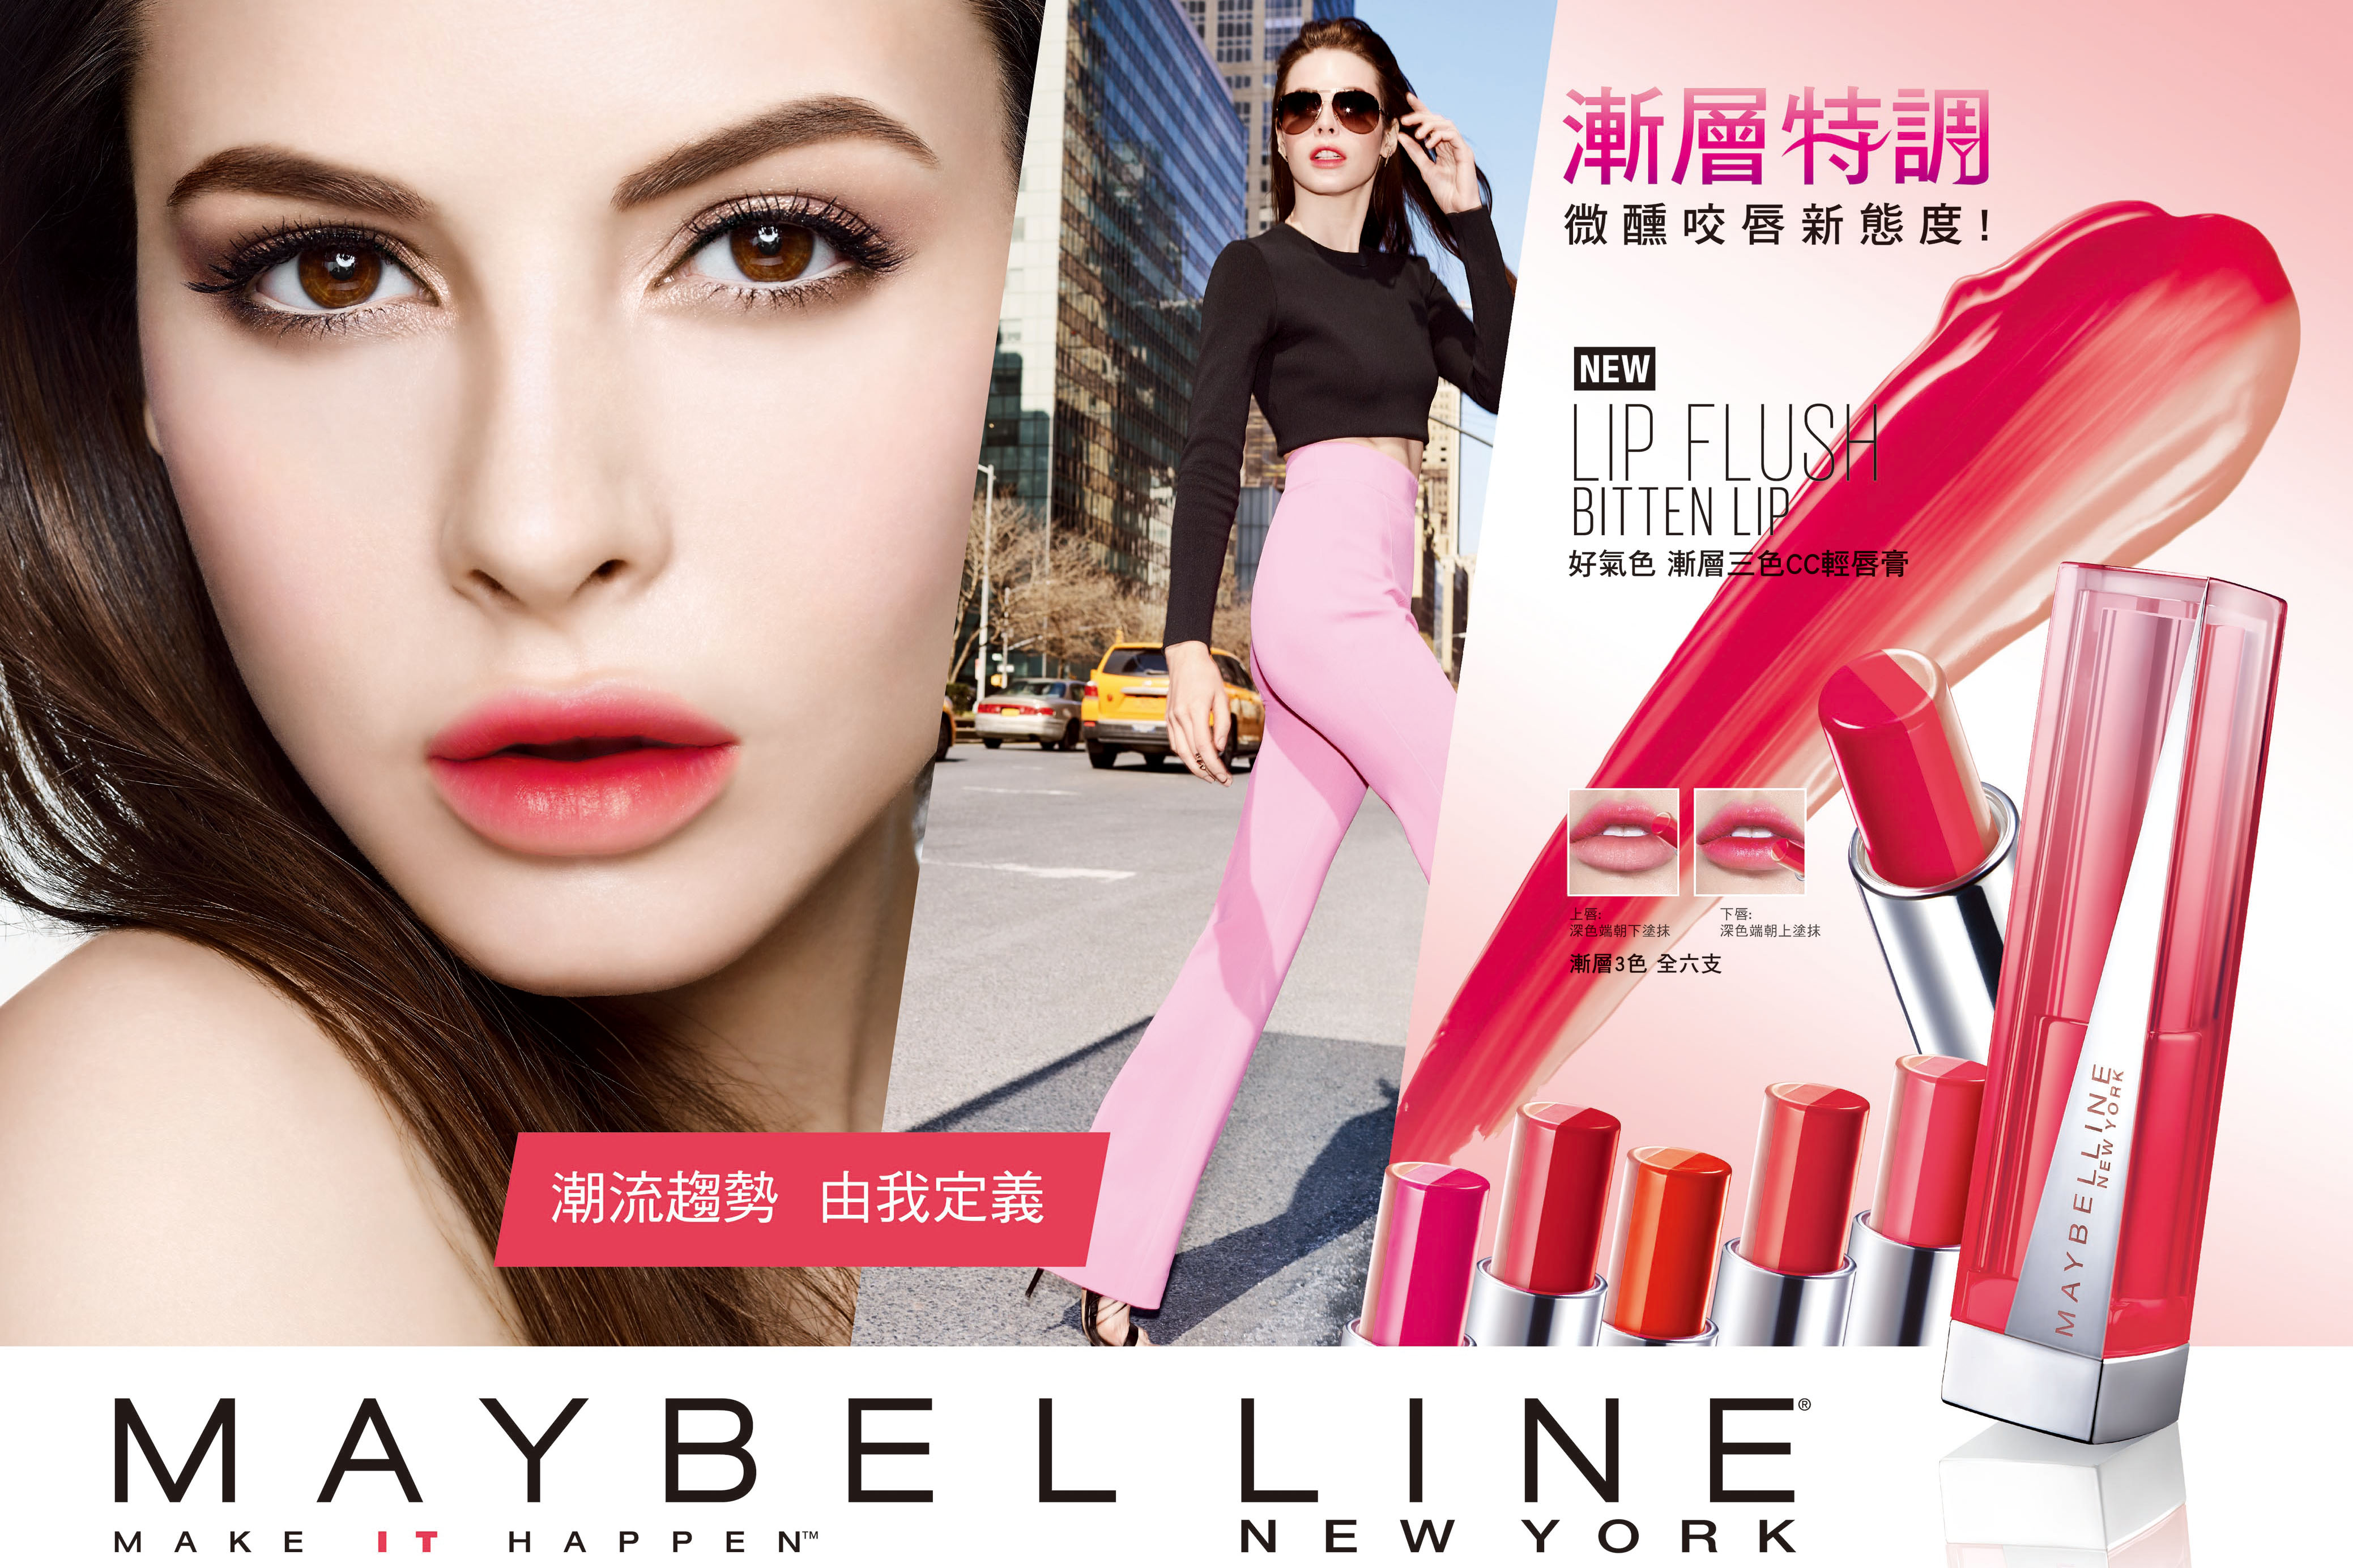 漸層特調
微醺咬唇新態度!
NEW
LIP FLUSH
BITTEN LIP
好氣色 漸層三色CC輕唇膏
上唇:
深色端朝下塗抹
下唇:
深色端朝上塗抹
漸層3色 全六支
MAYBELLINE
NEW YORK
潮流趨勢 由我定義
MAYBELLINE®
NEW YORK
MAKE IT HAPPEN™